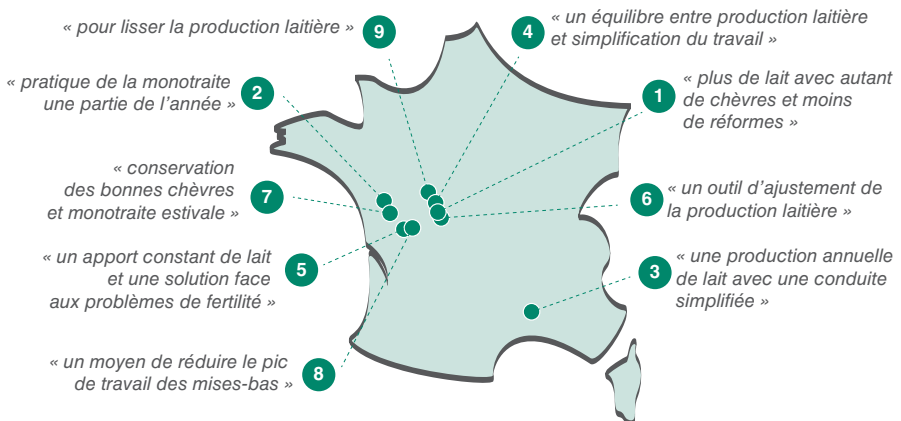 « pour lisser la production laitière »
9
4
« un équilibre entre production laitière
et simplification du travail »
« pratique de la monotraite
une partie de l'année »
2
1
« plus de lait avec autant
de chèvres et moins
de réformes »
« conservation
des bonnes chèvres
et monotraite estivale »
7
6
« un outil d'ajustement de
la production laitière »
« un apport constant de lait
et une solution face
aux problèmes de fertilité »
5
3
« une production annuelle
de lait avec une conduite
simplifiée »
« un moyen de réduire le pic
de travail des mises-bas »
8